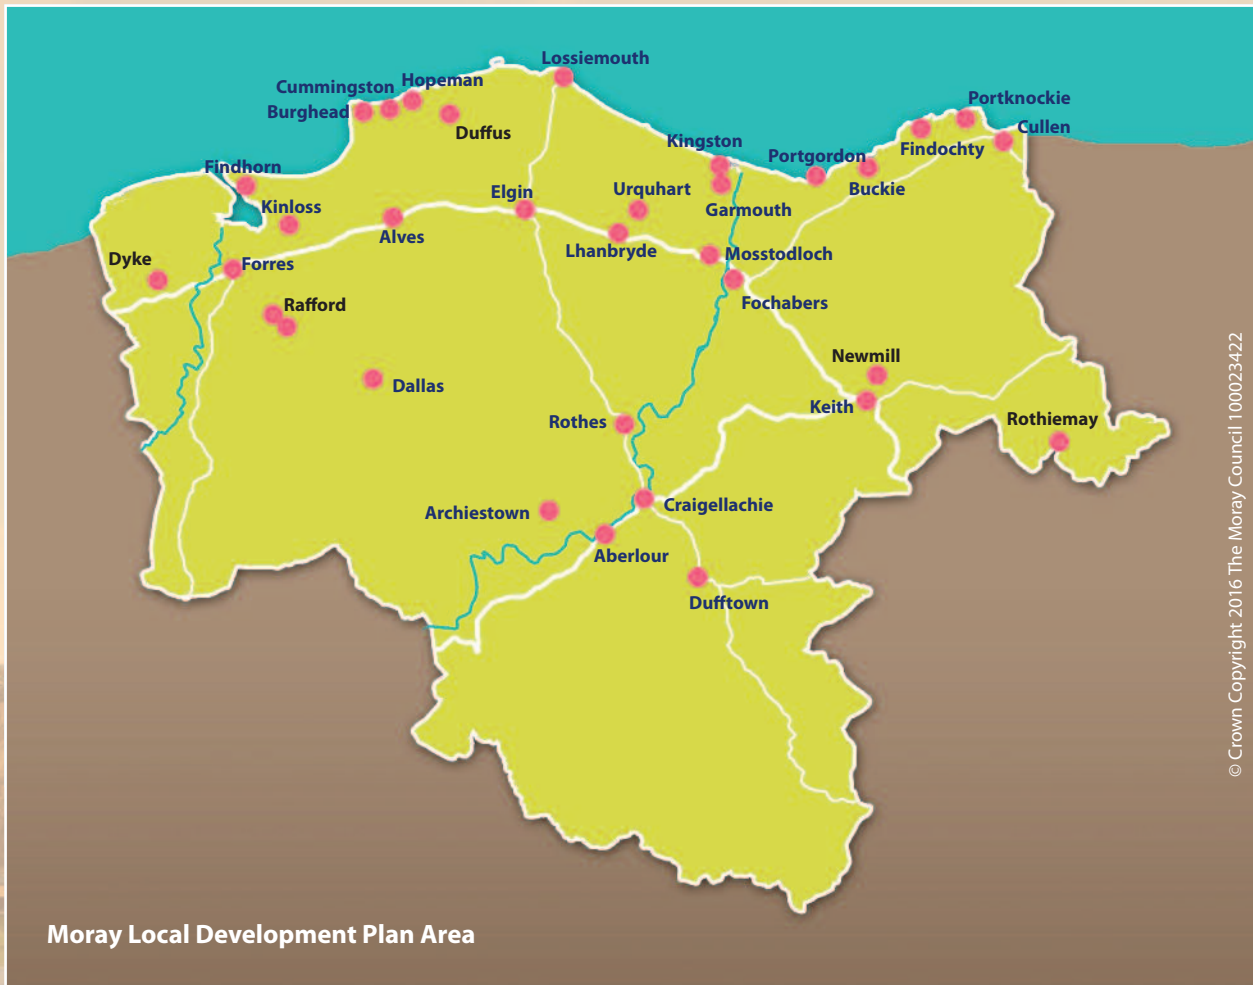 Lossiemouth
Cummingston
Hopeman
Burghead
Duffus
Portknockie
Cullen
Findochty
Kingston
Portgordon
Buckie
Findhorn
Kinloss
Elgin
Urquhart
Garmouth
Alves
Lhanbryde
Mosstodloch
Dyke
Forres
Fochabers
Rafford
Newmill
Dallas
Keith
Rothes
Rothiemay
Archiestown
Craigellachie
Aberlour
Dufftown
© Crown Copyright 2016 The Moray Council 100023422
Moray Local Development Plan Area